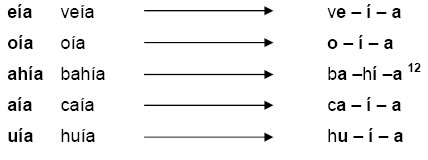 eía veía ve – í – a
oía oía o – í – a
ahía bahía ba –hí –a 12
aía caía ca – í – a
uía huía hu – í – a